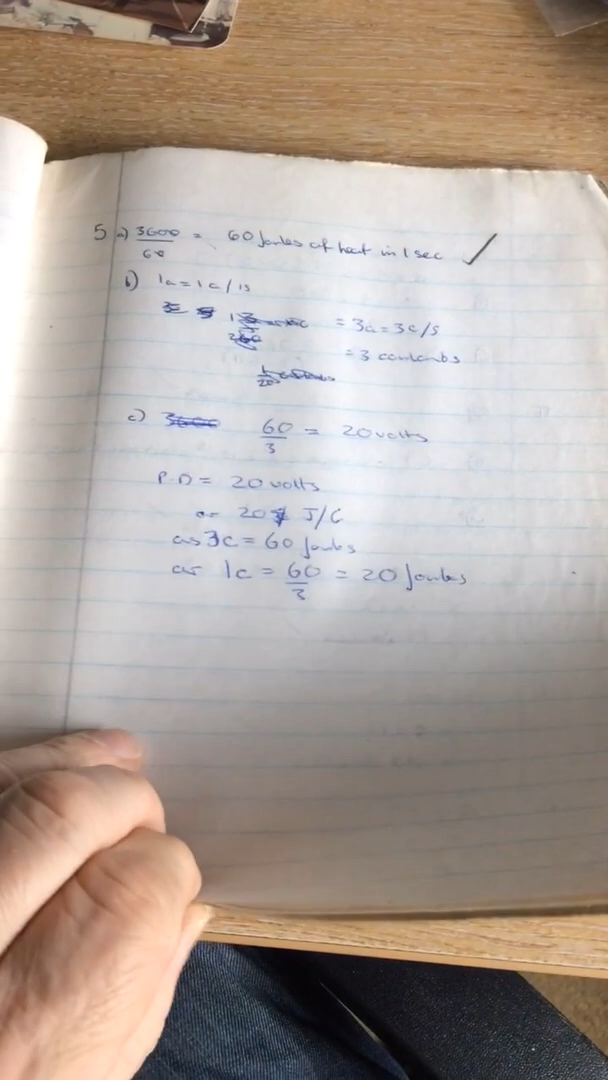 5 a) 3600 = 60 Joules of heat in 1 sec
60
b) 1a = 1c / 1s
= 3a = 3c/s
= 3 coulombs
c) 60 = 20 volts
3
P.D = 20 volts
or 20 J/C
as 3c = 60 Joules
as 1c = 60 = 20 Joules
3